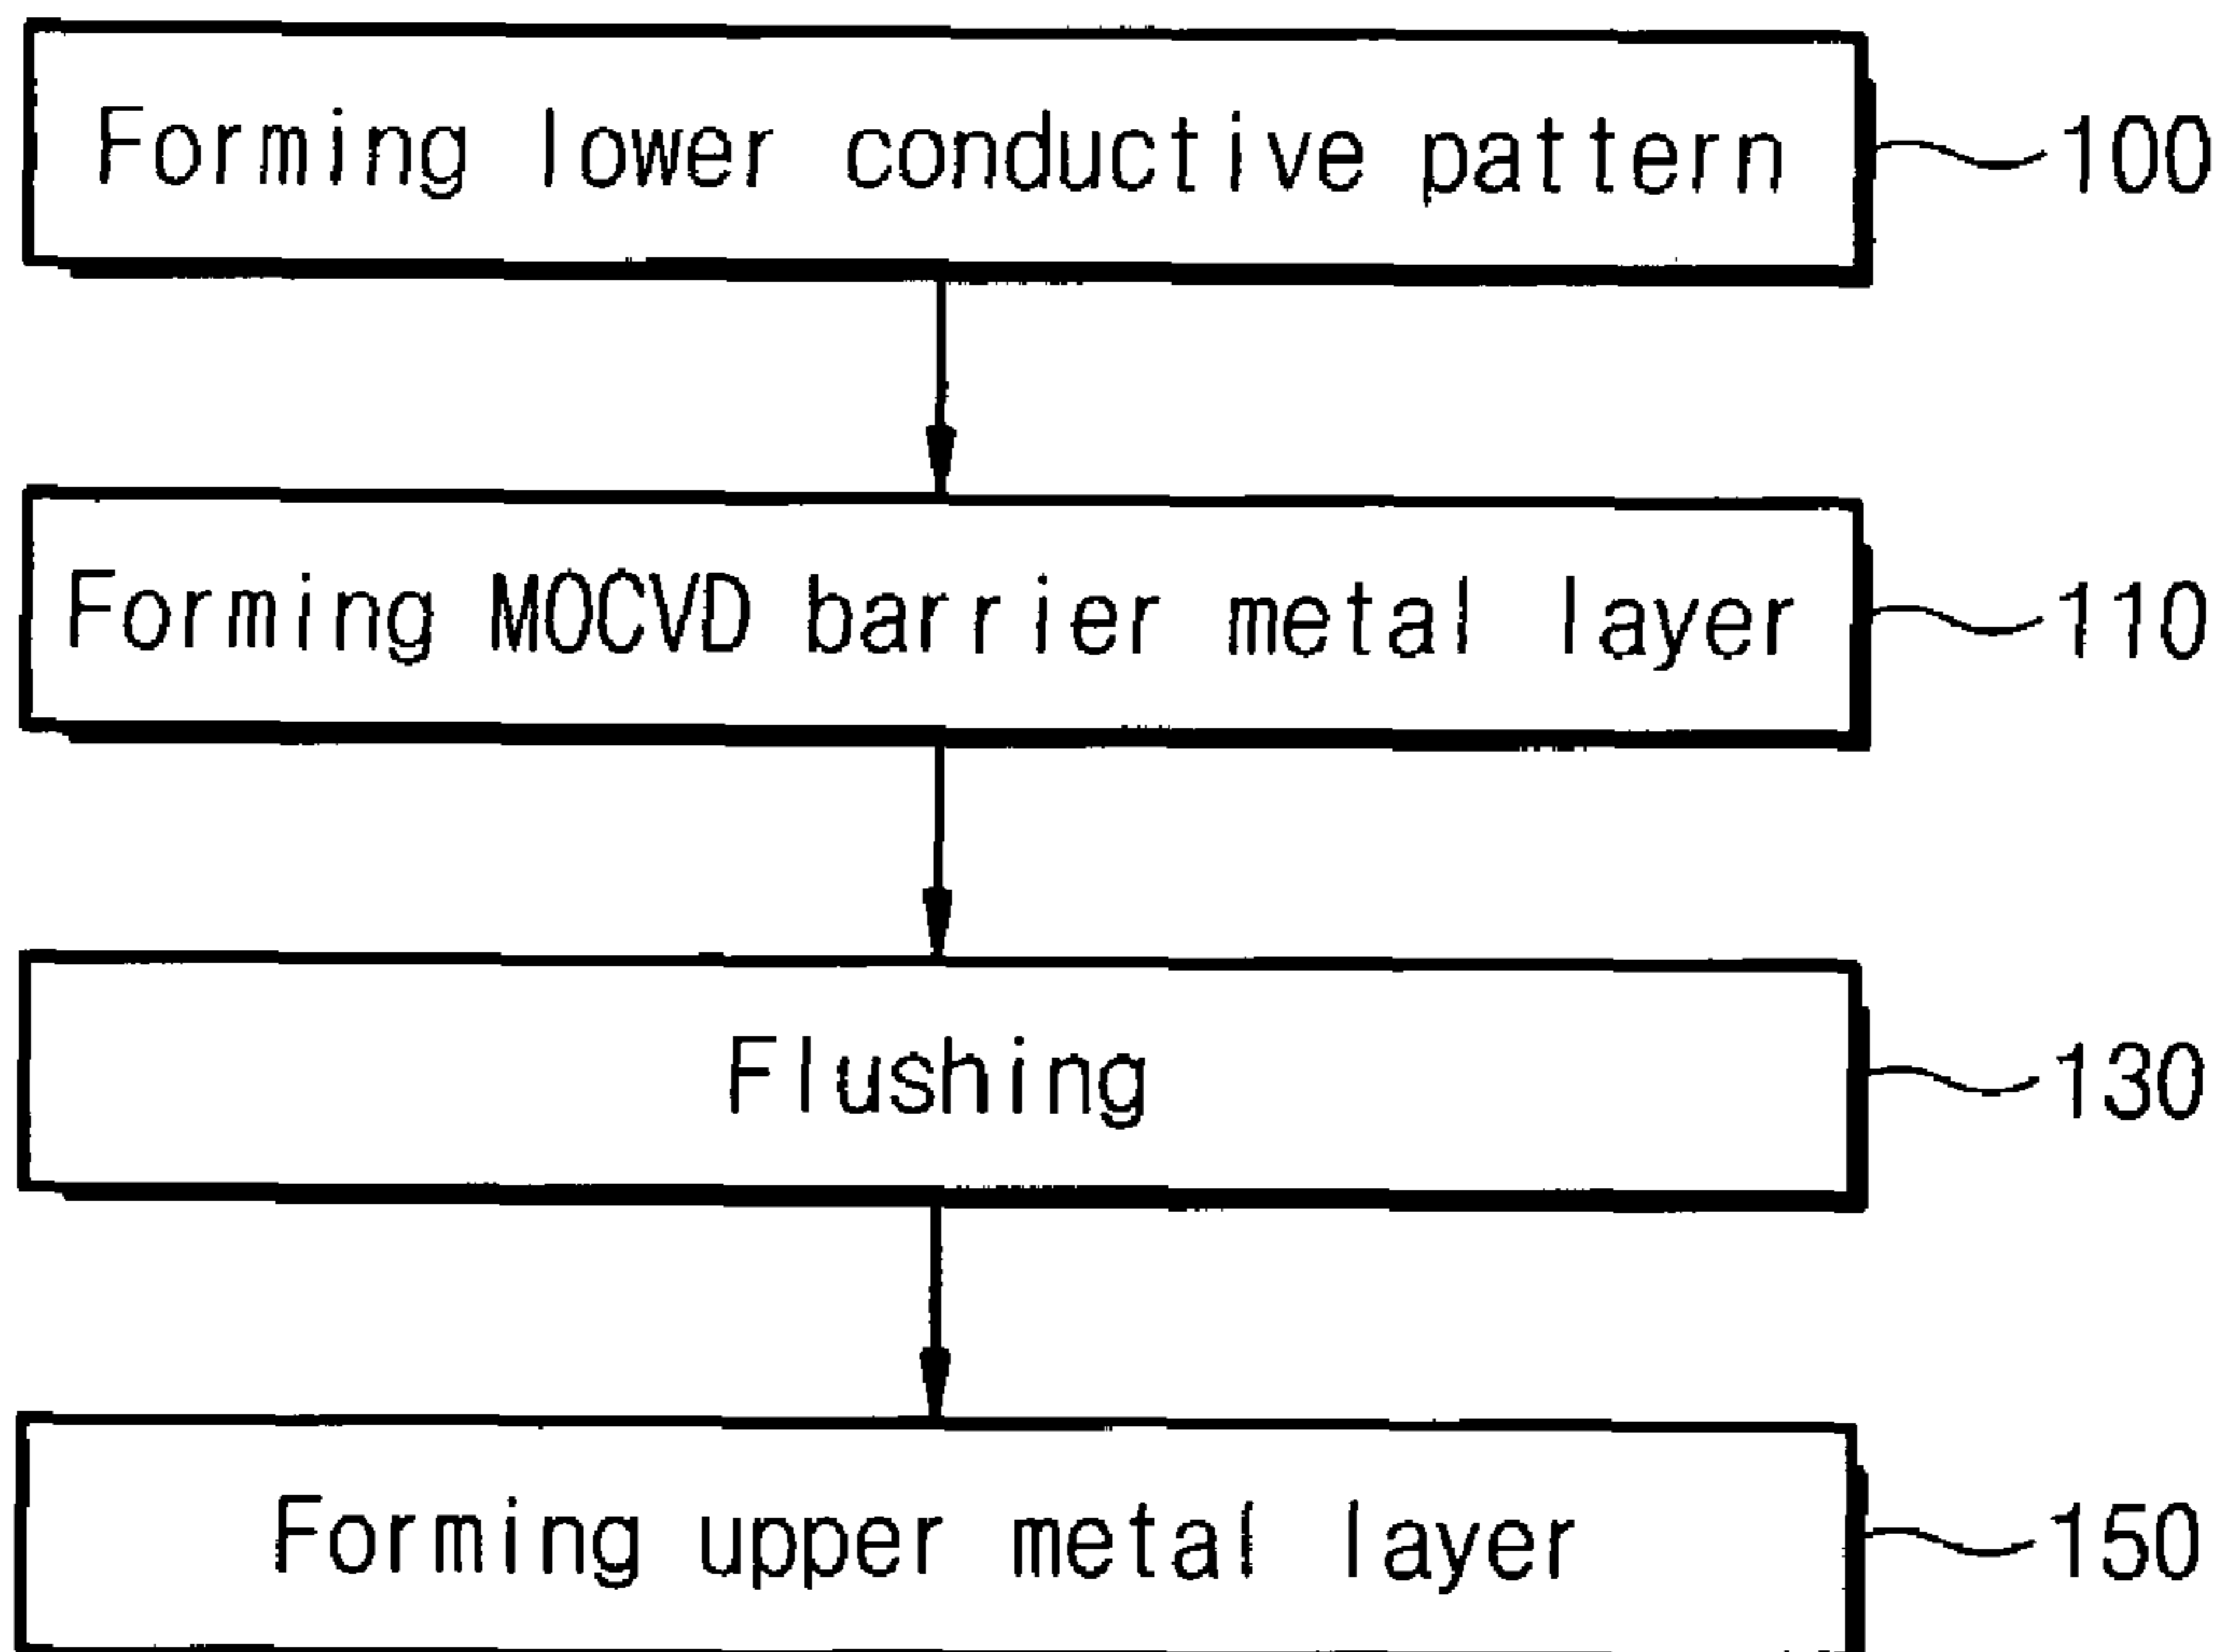 Forming lower conductive pattern 100
Forming MOCVD barrier metal layer 110
Flushing 130
Forming upper metal layer 150